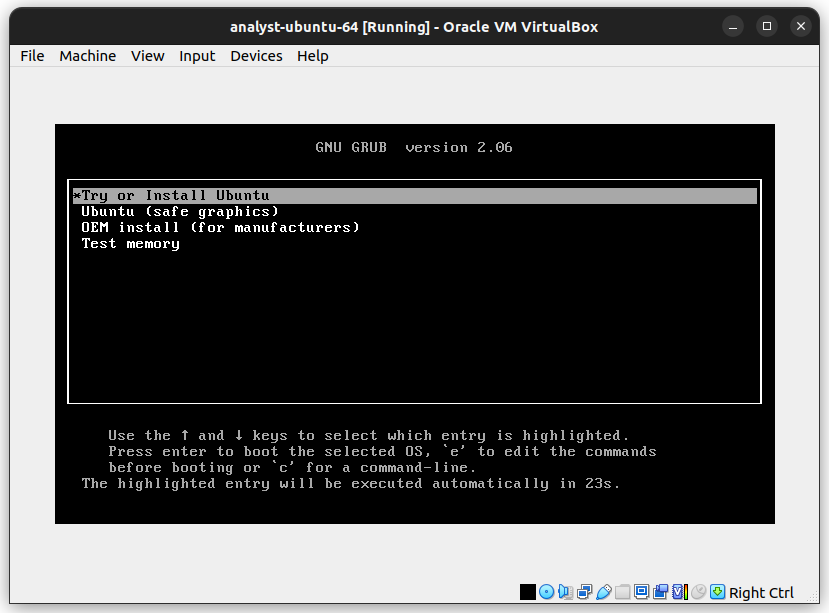 analyst-ubuntu-64 [Running] - Oracle VM VirtualBox
File Machine View Input Devices Help
GNU GRUB  version 2.06
*Try or Install Ubuntu
Ubuntu (safe graphics)
OEM install (for manufacturers)
Test memory
Use the ↑ and ↓ keys to select which entry is highlighted.
Press enter to boot the selected OS, `e' to edit the commands
before booting or `c' for a command-line.
The highlighted entry will be executed automatically in 23s.
Right Ctrl